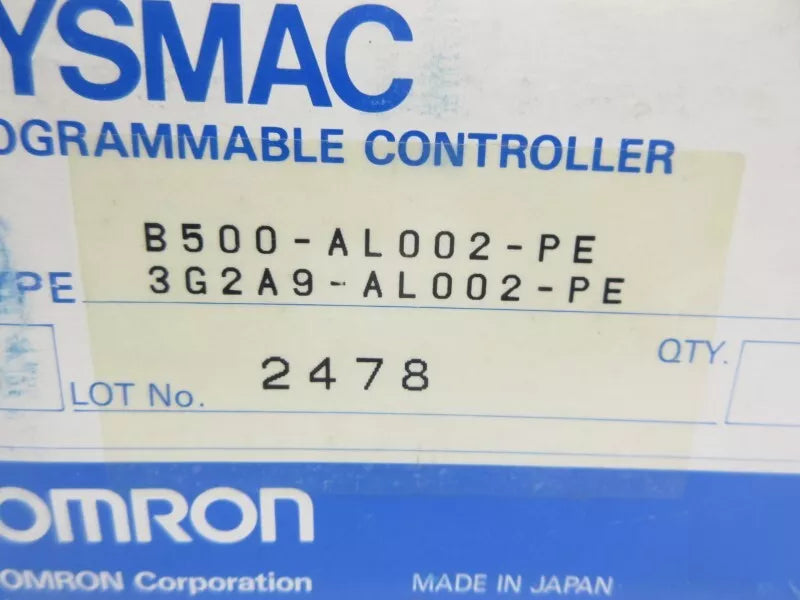 YSMAC
OGRAMMABLE CONTROLLER
B500-AL002-PE
YPE 3G2A9-AL002-PE
LOT No. 2478 QTY.
OMRON
OMRON Corporation MADE IN JAPAN